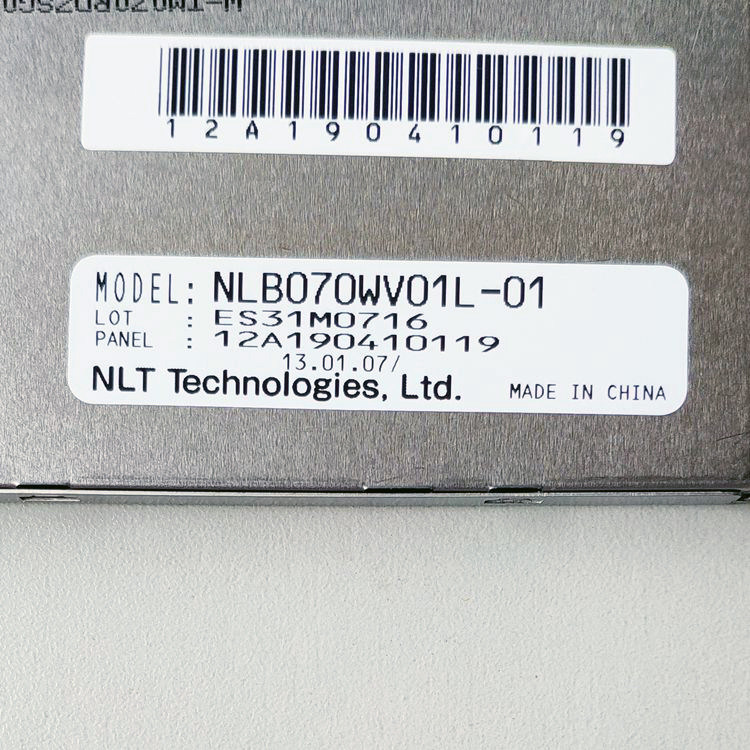 12A190410119
MODEL: NLB070WV01L-01
LOT : ES31M0716
PANEL : 12A190410119
13.01.07/
NLT Technologies, Ltd.
MADE IN CHINA